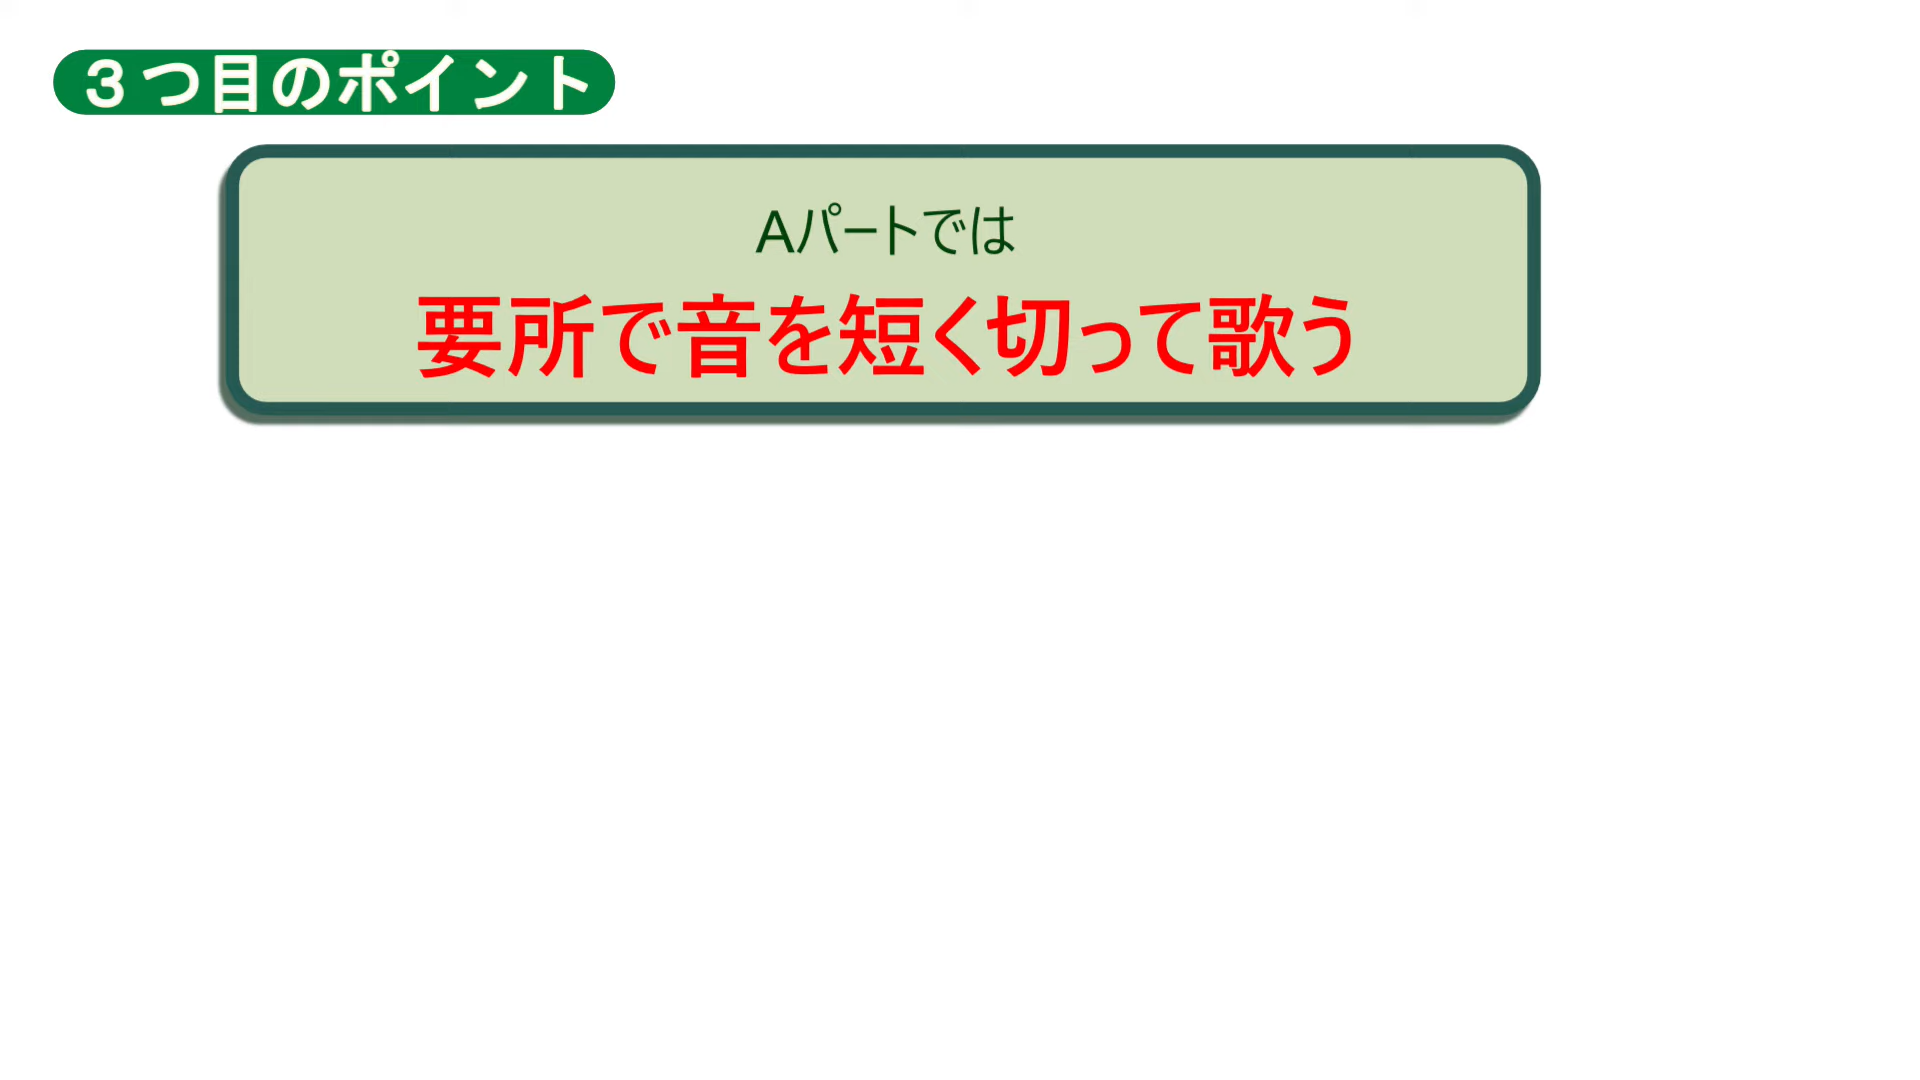 ３つ目のポイント
Aパートでは
要所で音を短く切って歌う